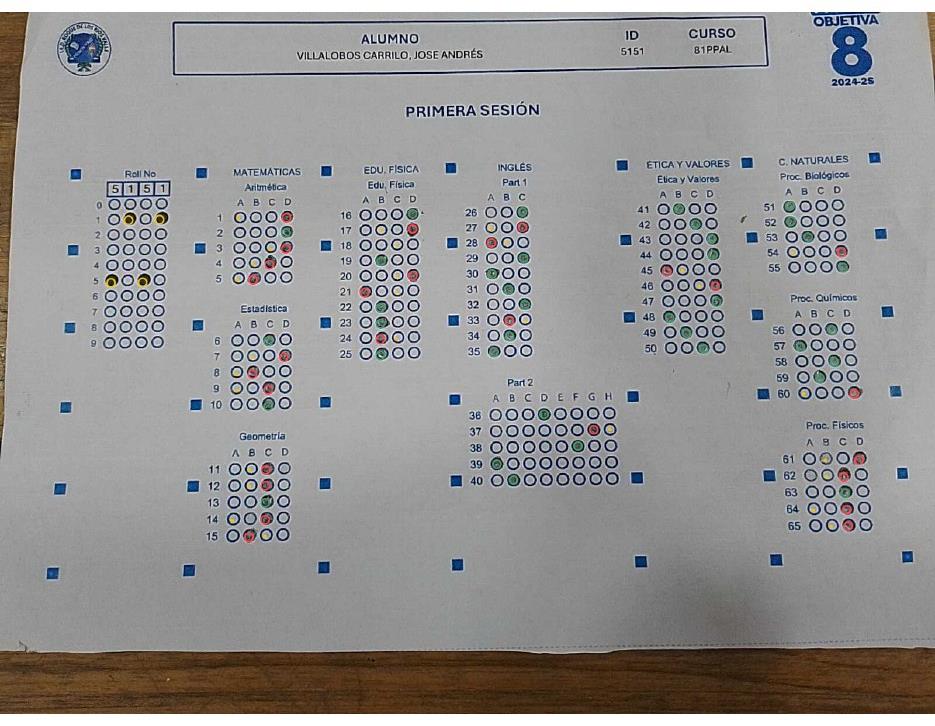 OBJETIVA
8
2024-25
ALUMNO
VILLALOBOS CARRILO, JOSE ANDRÉS
ID
5151
CURSO
81PPAL
PRIMERA SESIÓN
Roll No
5 1 5 1
0
1
2
3
4
5
6
7
8
9
MATEMÁTICAS
Aritmética
A B C D
1
2
3
4
5
Estadística
A B C D
6
7
8
9
10
Geometría
A B C D
11
12
13
14
15
EDU. FÍSICA
Edu. Física
A B C D
16
17
18
19
20
21
22
23
24
25
INGLÉS
Part 1
A B C
26
27
28
29
30
31
32
33
34
35
Part 2
A B C D E F G H
36
37
38
39
40
ÉTICA Y VALORES
Ética y Valores
A B C D
41
42
43
44
45
46
47
48
49
50
C. NATURALES
Proc. Biológicos
A B C D
51
52
53
54
55
Proc. Químicos
A B C D
56
57
58
59
60
Proc. Físicos
A B C D
61
62
63
64
65